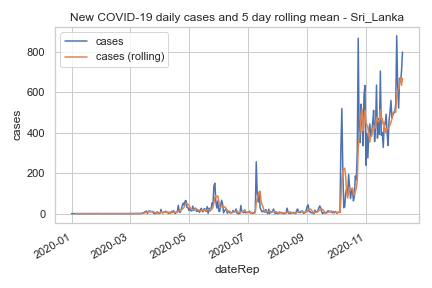 New COVID-19 daily cases and 5 day rolling mean - Sri_Lanka
cases
cases (rolling)
800
600
400
200
0
cases
2020-01
2020-03
2020-05
2020-07
2020-09
2020-11
dateRep